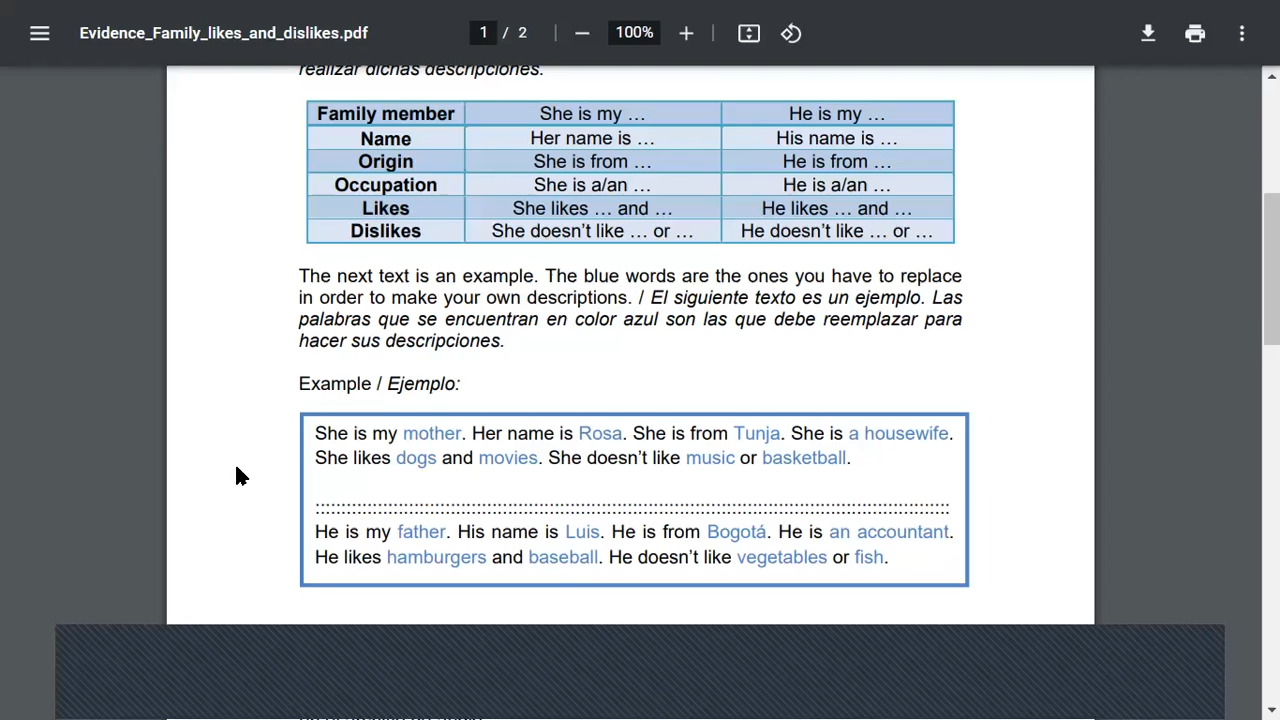 Evidence_Family_likes_and_dislikes.pdf 1 / 2 100%
realizar dichas descripciones.
Family member She is my … He is my …
Name Her name is … His name is …
Origin She is from … He is from …
Occupation She is a/an … He is a/an …
Likes She likes … and … He likes … and …
Dislikes She doesn’t like … or … He doesn’t like … or …
The next text is an example. The blue words are the ones you have to replace
in order to make your own descriptions. / El siguiente texto es un ejemplo. Las
palabras que se encuentran en color azul son las que debe reemplazar para
hacer sus descripciones.
Example / Ejemplo:
She is my mother. Her name is Rosa. She is from Tunja. She is a housewife.
She likes dogs and movies. She doesn’t like music or basketball.
He is my father. His name is Luis. He is from Bogotá. He is an accountant.
He likes hamburgers and baseball. He doesn’t like vegetables or fish.